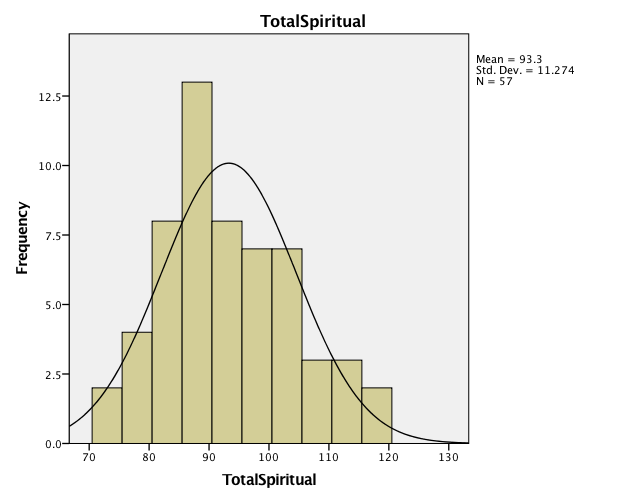 TotalSpiritual
Mean = 93.3
Std. Dev. = 11.274
N = 57
12.5
10.0
7.5
5.0
2.5
0.0
Frequency
70 80 90 100 110 120 130
TotalSpiritual